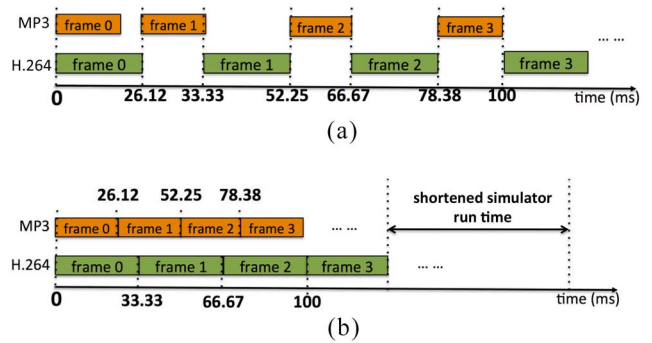 MP3 frame 0 frame 1 frame 2 frame 3
... ...
H.264 frame 0 frame 1 frame 2 frame 3
0 26.12 33.33 52.25 66.67 78.38 100 time (ms)
(a)
26.12 52.25 78.38
shortened simulator
run time
MP3 frame 0 frame 1 frame 2 frame 3 ... ...
H.264 frame 0 frame 1 frame 2 frame 3 ... ...
0 33.33 66.67 100 time (ms)
(b)